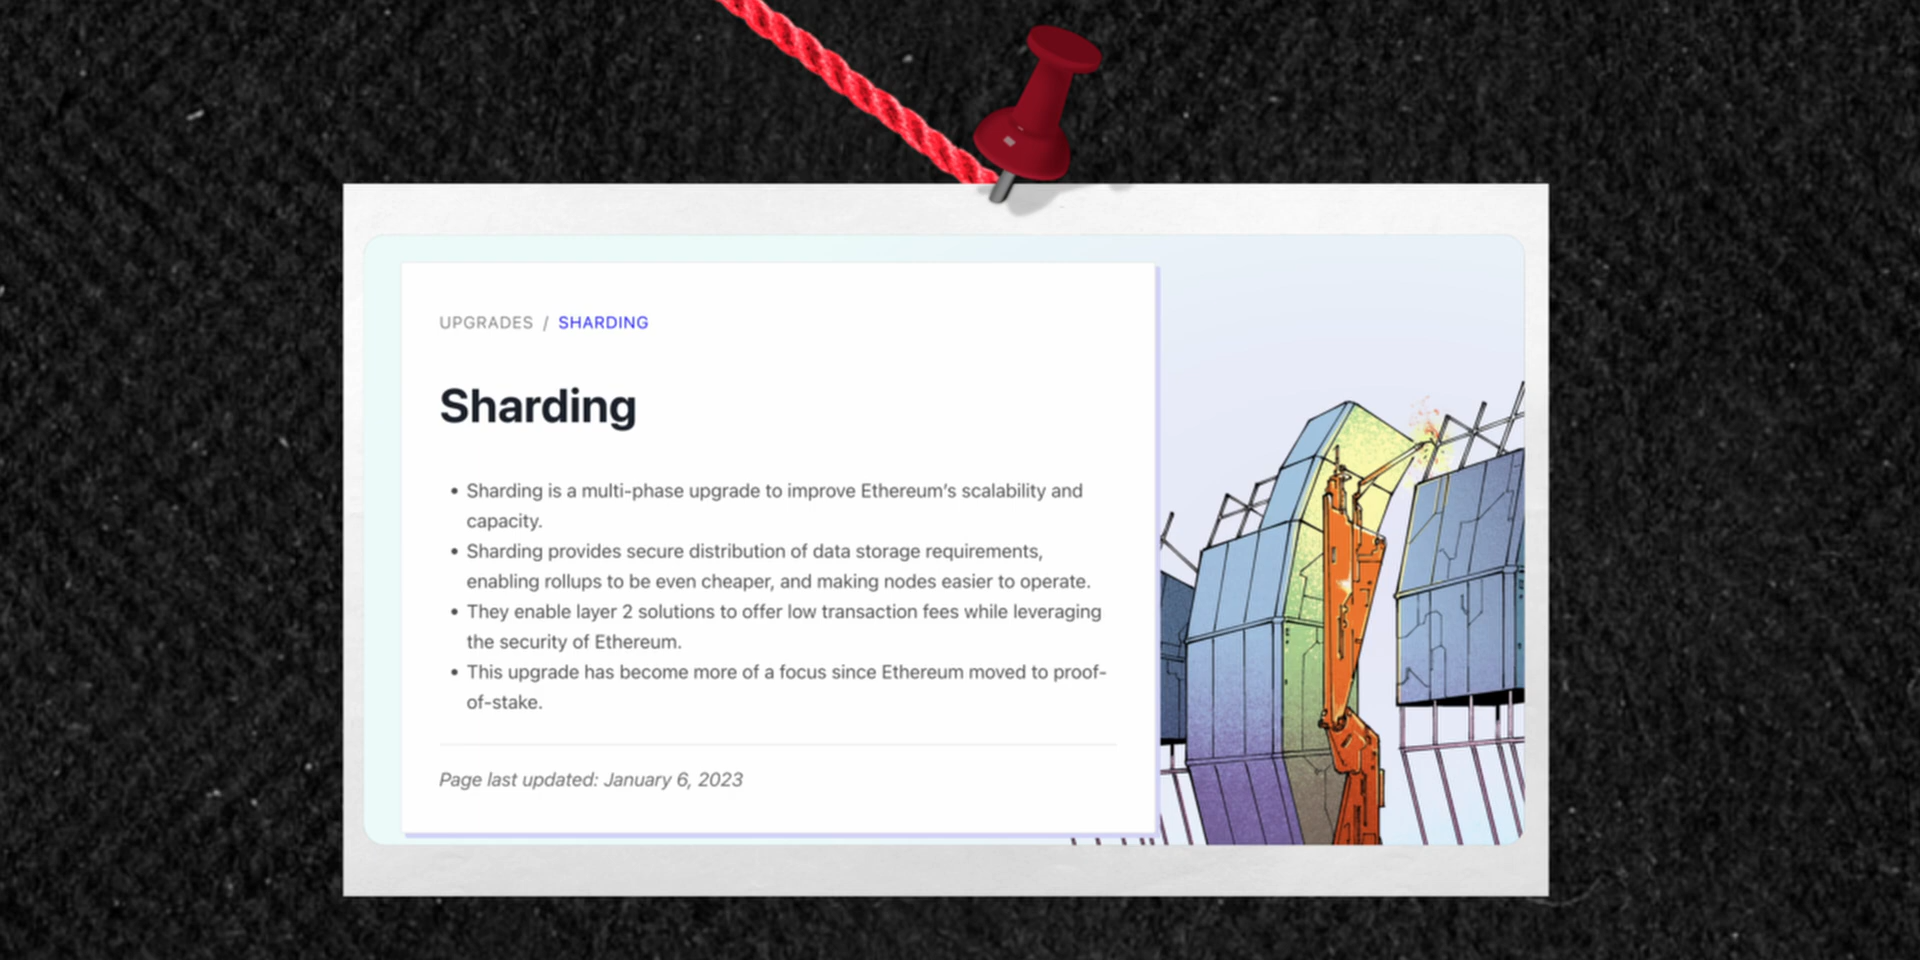 UPGRADES / SHARDING
Sharding
• Sharding is a multi-phase upgrade to improve Ethereum’s scalability and
capacity.
• Sharding provides secure distribution of data storage requirements,
enabling rollups to be even cheaper, and making nodes easier to operate.
• They enable layer 2 solutions to offer low transaction fees while leveraging
the security of Ethereum.
• This upgrade has become more of a focus since Ethereum moved to proof-
of-stake.
Page last updated: January 6, 2023